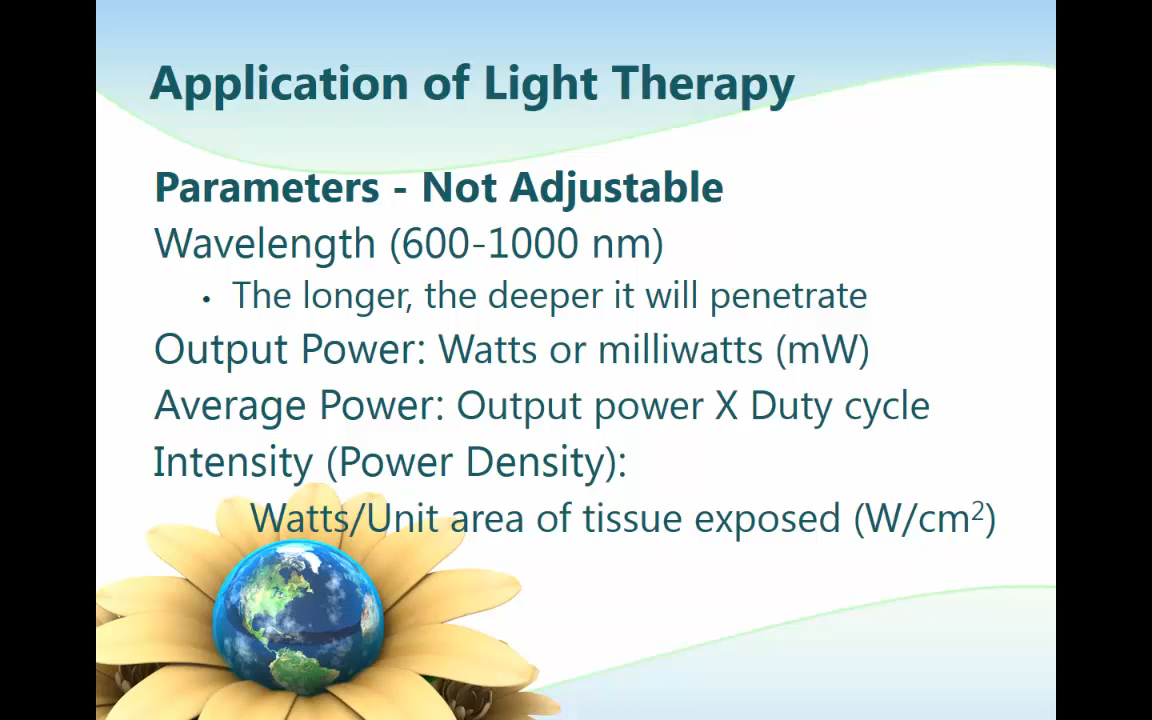 Application of Light Therapy
Parameters - Not Adjustable
Wavelength (600-1000 nm)
• The longer, the deeper it will penetrate
Output Power: Watts or milliwatts (mW)
Average Power: Output power X Duty cycle
Intensity (Power Density):
Watts/Unit area of tissue exposed (W/cm²)